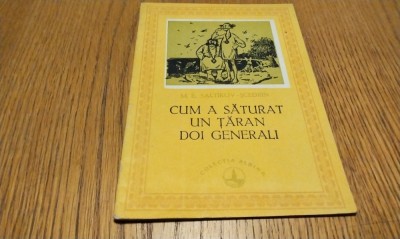 M. E. SALTÎKOV-ȘCEDRIN
CUM A SĂTURAT
UN ȚĂRAN
DOI GENERALI
COLECȚIA ALBINA